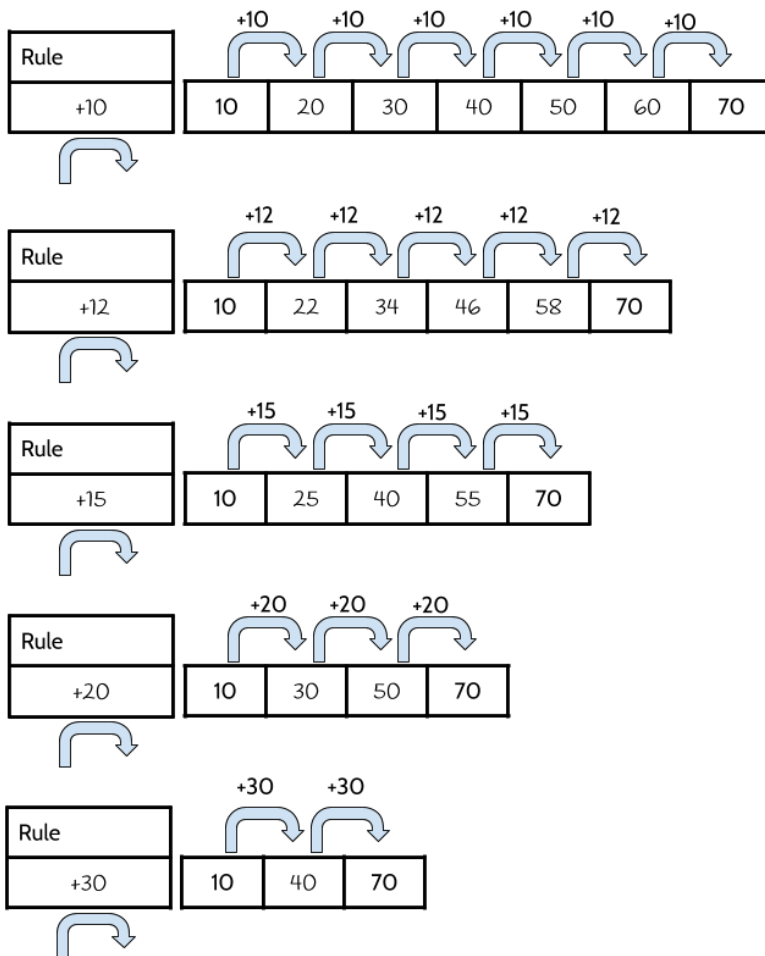 +10 +10 +10 +10 +10 +10
Rule
+10 10 20 30 40 50 60 70
+12 +12 +12 +12 +12
Rule
+12 10 22 34 46 58 70
+15 +15 +15 +15
Rule
+15 10 25 40 55 70
+20 +20 +20
Rule
+20 10 30 50 70
+30 +30
Rule
+30 10 40 70